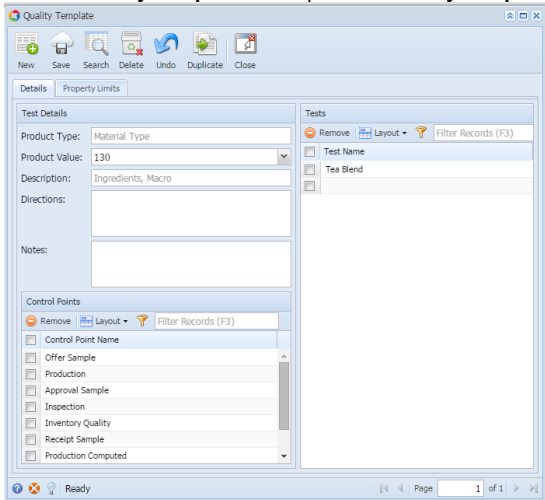 Quality Template
New Save Search Delete Undo Duplicate Close
Details Property Limits
Test Details
Product Type: Material Type
Product Value: 130
Description: Ingredients, Macro
Directions:
Notes:
Control Points
Remove Layout Filter Records (F3)
Control Point Name
Offer Sample
Production
Approval Sample
Inspection
Inventory Quality
Receipt Sample
Production Computed
Tests
Remove Layout Filter Records (F3)
Test Name
Tea Blend
Ready
Page 1 of 1